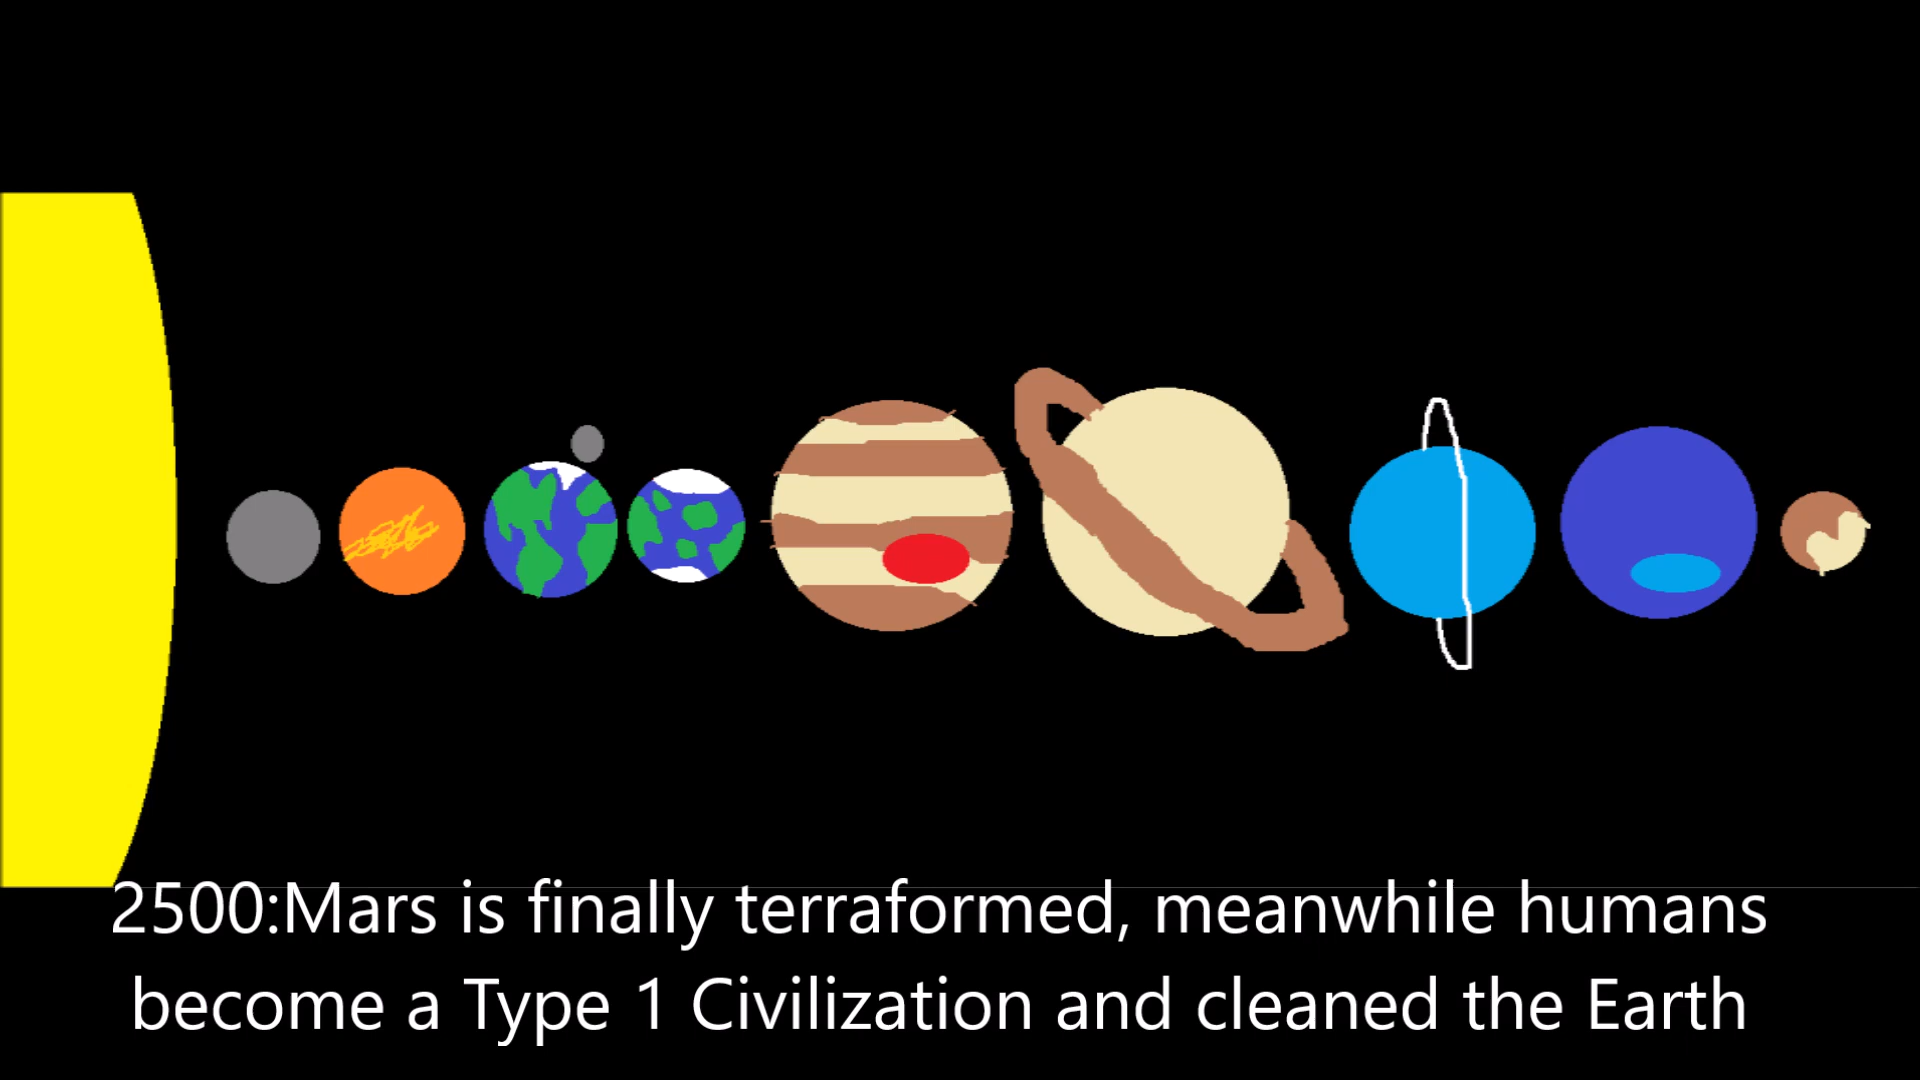 2500:Mars is finally terraformed, meanwhile humans
become a Type 1 Civilization and cleaned the Earth